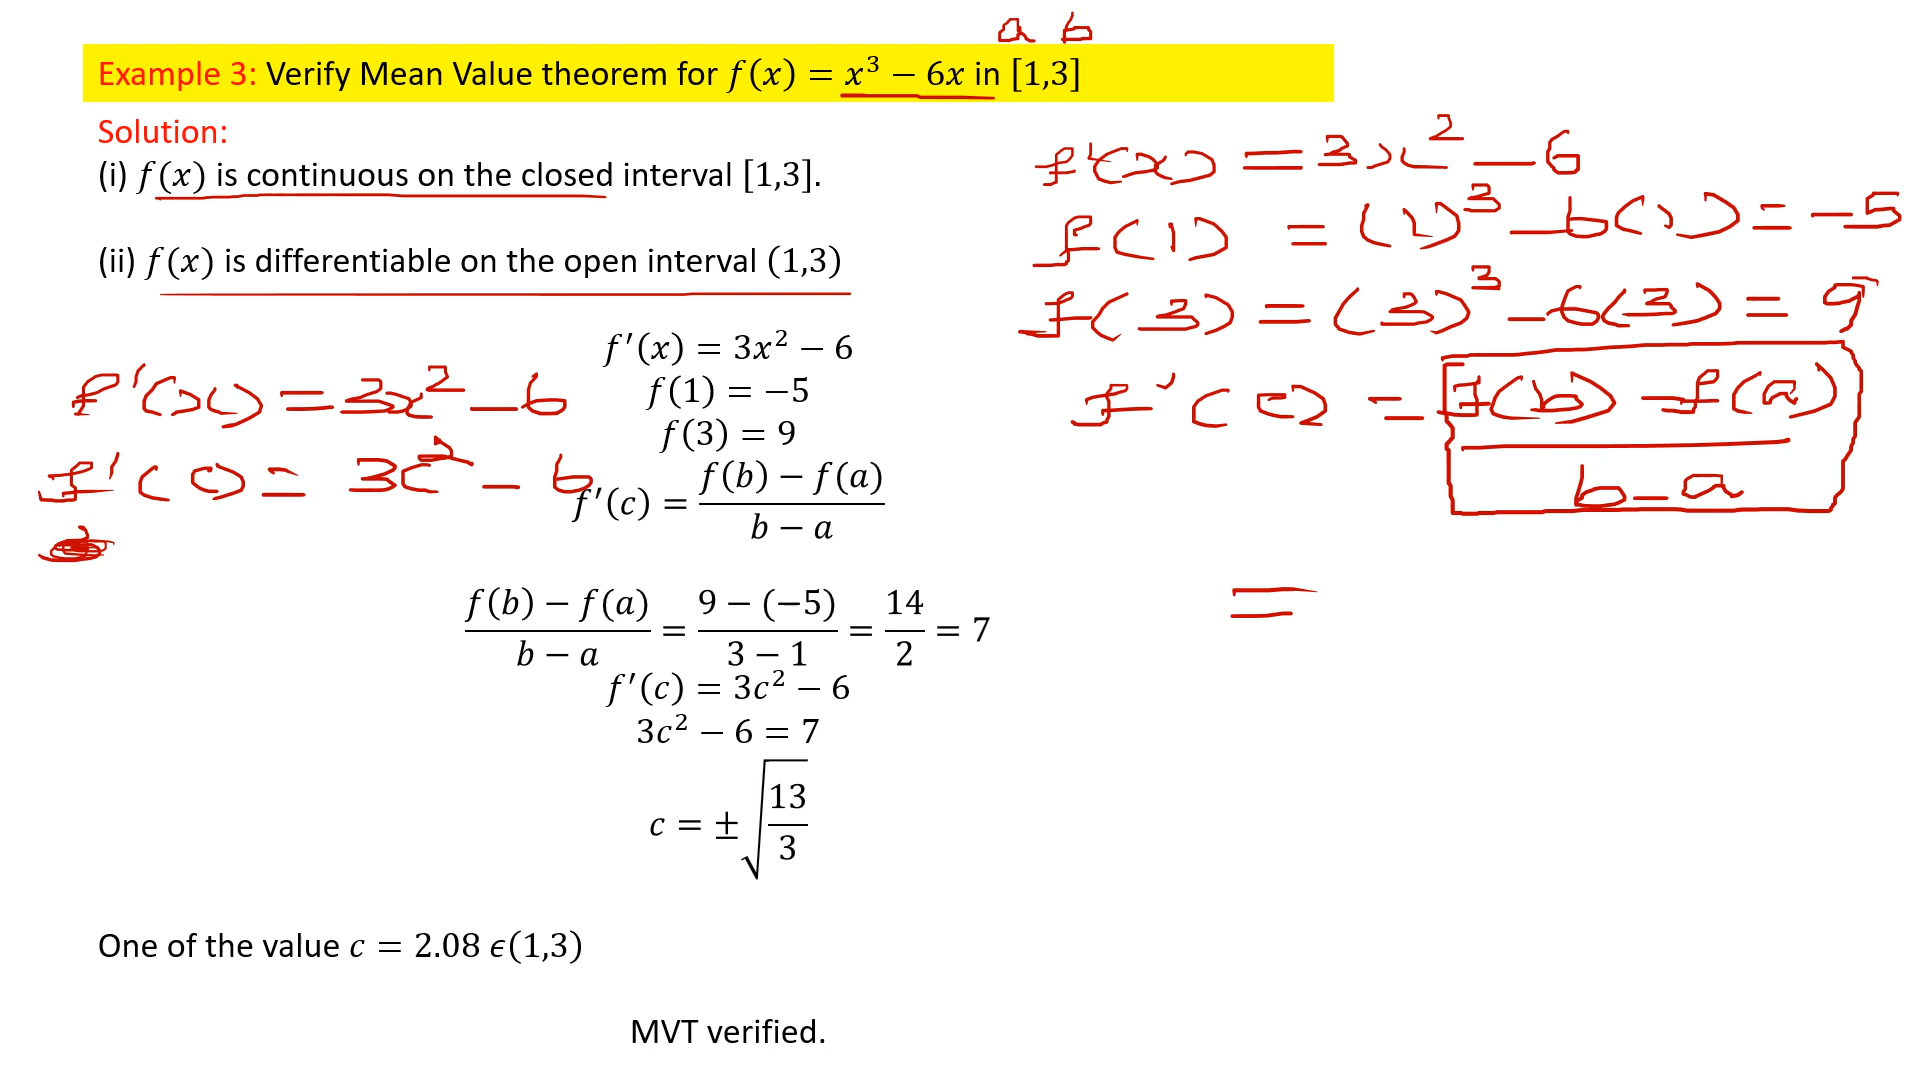 a b
Example 3: Verify Mean Value theorem for f(x) = x³ − 6x in [1,3]
Solution:
(i) f(x) is continuous on the closed interval [1,3].
(ii) f(x) is differentiable on the open interval (1,3)
f′(x) = 3x² − 6
f(1) = −5
f(3) = 9
f′(c) = (f(b) − f(a))/(b − a)
(f(b) − f(a))/(b − a) = (9 − (−5))/(3 − 1) = 14/2 = 7
f′(c) = 3c² − 6
3c² − 6 = 7
c = ±√(13/3)
One of the value c = 2.08 ϵ(1,3)
MVT verified.
f'(x) = 3x² − 6
f'(c) = 3c² − 6
f'(x) = 3x² − 6
f(1) = (1)³ − 6(1) = −5
f(3) = (3)³ − 6(3) = 9
f'(c) = (f(b) − f(a))/(b − a)
=